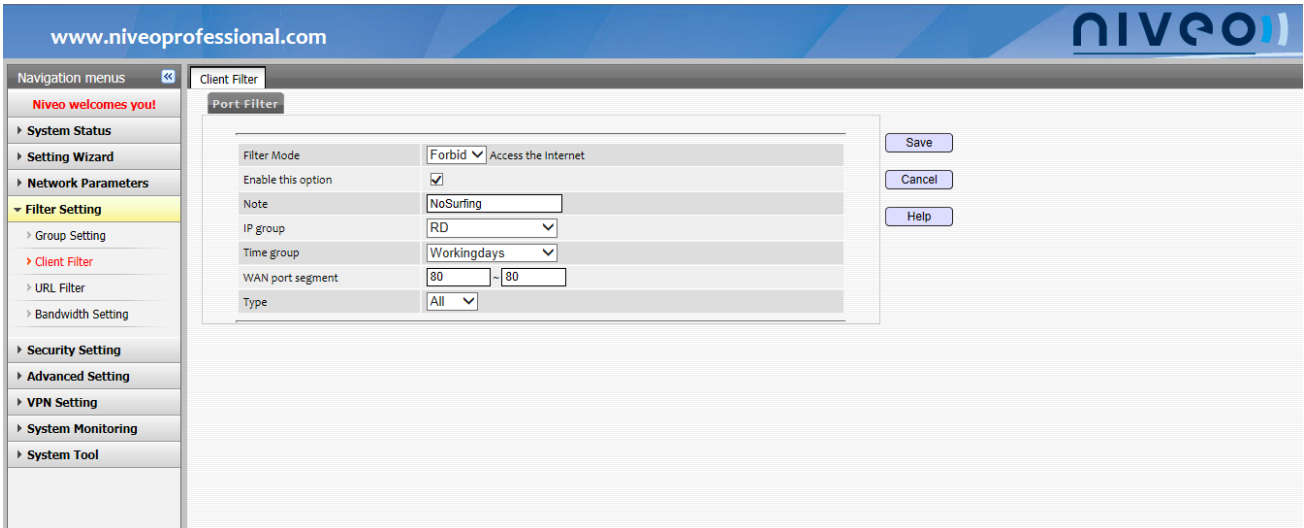 www.niveoprofessional.com
niveo
Navigation menus
Niveo welcomes you!
System Status
Setting Wizard
Network Parameters
Filter Setting
Group Setting
Client Filter
URL Filter
Bandwidth Setting
Security Setting
Advanced Setting
VPN Setting
System Monitoring
System Tool
Client Filter
Port Filter
Filter Mode Forbid Access the Internet
Enable this option
Note NoSurfing
IP group RD
Time group Workingdays
WAN port segment 80 ~ 80
Type All
Save
Cancel
Help